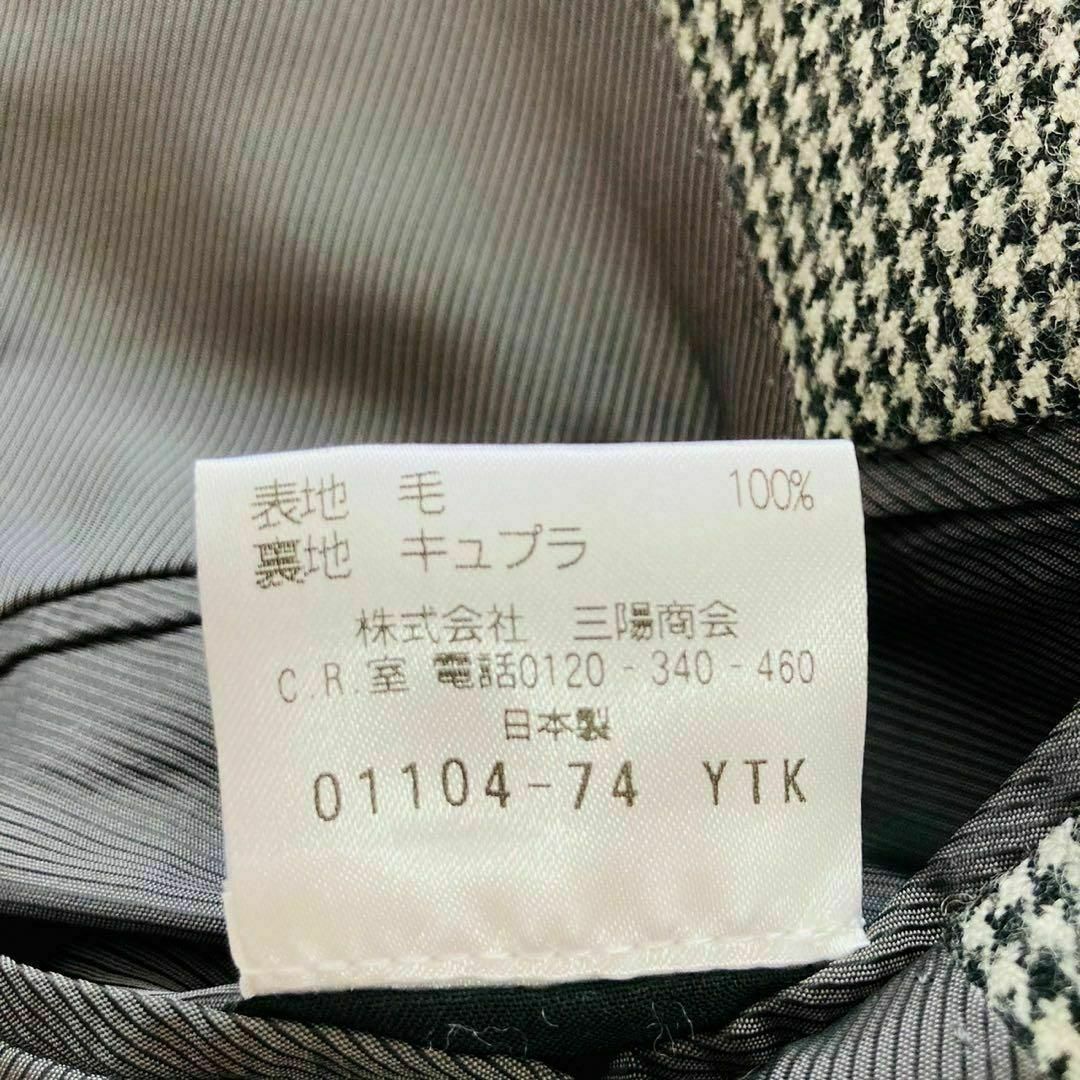 表地 毛 100%
裏地 キュプラ
株式会社 三陽商会
C.R.室 電話0120-340-460
日本製
01104-74 YTK